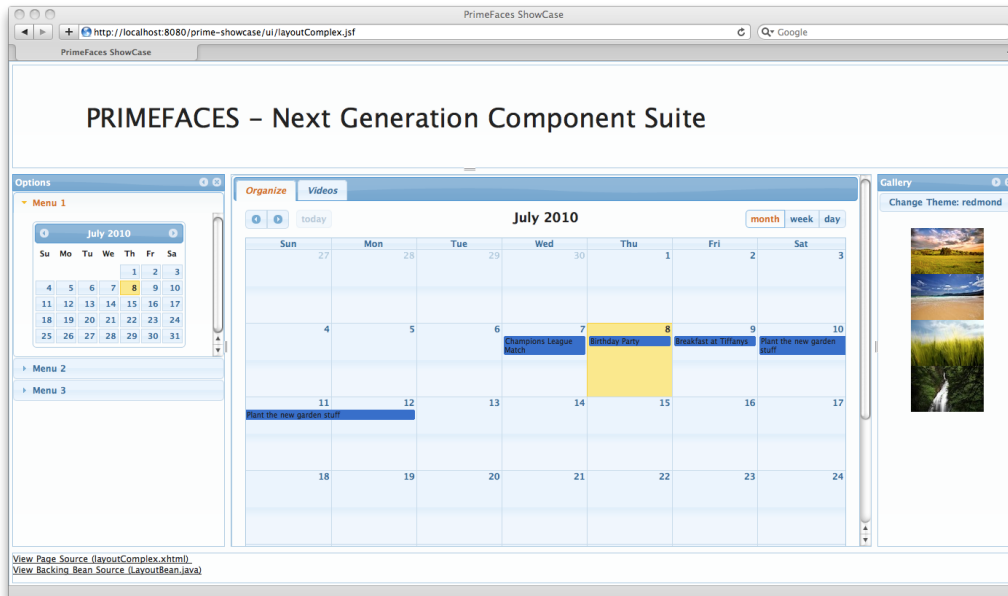 PrimeFaces ShowCase
http://localhost:8080/prime-showcase/ui/layoutComplex.jsf
Google
PrimeFaces ShowCase
PRIMEFACES – Next Generation Component Suite
Options
Menu 1
July 2010
Su Mo Tu We Th Fr Sa
1 2 3
4 5 6 7 8 9 10
11 12 13 14 15 16 17
18 19 20 21 22 23 24
25 26 27 28 29 30 31
Menu 2
Menu 3
Organize Videos
today July 2010 month week day
Sun Mon Tue Wed Thu Fri Sat
27 28 29 30 1 2 3
4 5 6 7 8 9 10
Champions League Match
Birthday Party
Breakfast at Tiffanys
Plant the new garden stuff
11 12 13 14 15 16 17
Plant the new garden stuff
18 19 20 21 22 23 24
Gallery
Change Theme: redmond
View Page Source (layoutComplex.xhtml)
View Backing Bean Source (LayoutBean.java)